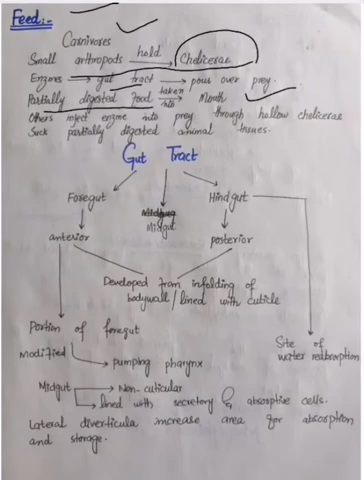 Feed:-
Carnivores
Small arthropods hold → Cheliceras
Enzymes → gut tract → pour over prey.
Partially digested food taken into → Mouth
Others inject enzyme into prey through hollow cheliceras
Suck partially digested animal tissues.
Gut Tract
Foregut Midgut Hindgut
anterior posterior
Developed from infolding of
bodywall / lined with cuticle
Portion of foregut
modified → pumping pharynx
Site of
water reabsorption
Midgut → Non-cuticular
→ lined with secretory & absorptive cells.
Lateral diverticula increase area for absorption
and storage.